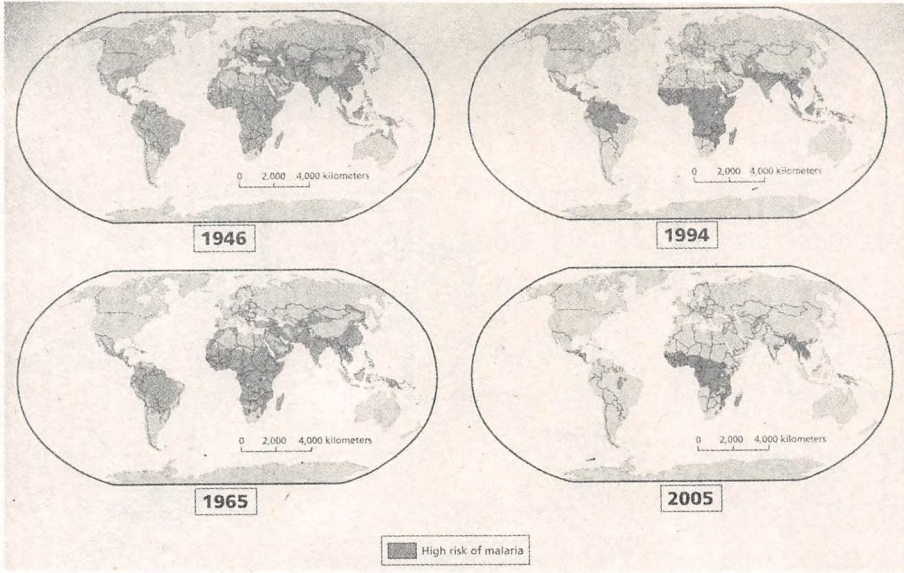 0 2,000 4,000 kilometers
1946
0 2,000 4,000 kilometers
1994
0 2,000 4,000 kilometers
1965
0 2,000 4,000 kilometers
2005
High risk of malaria